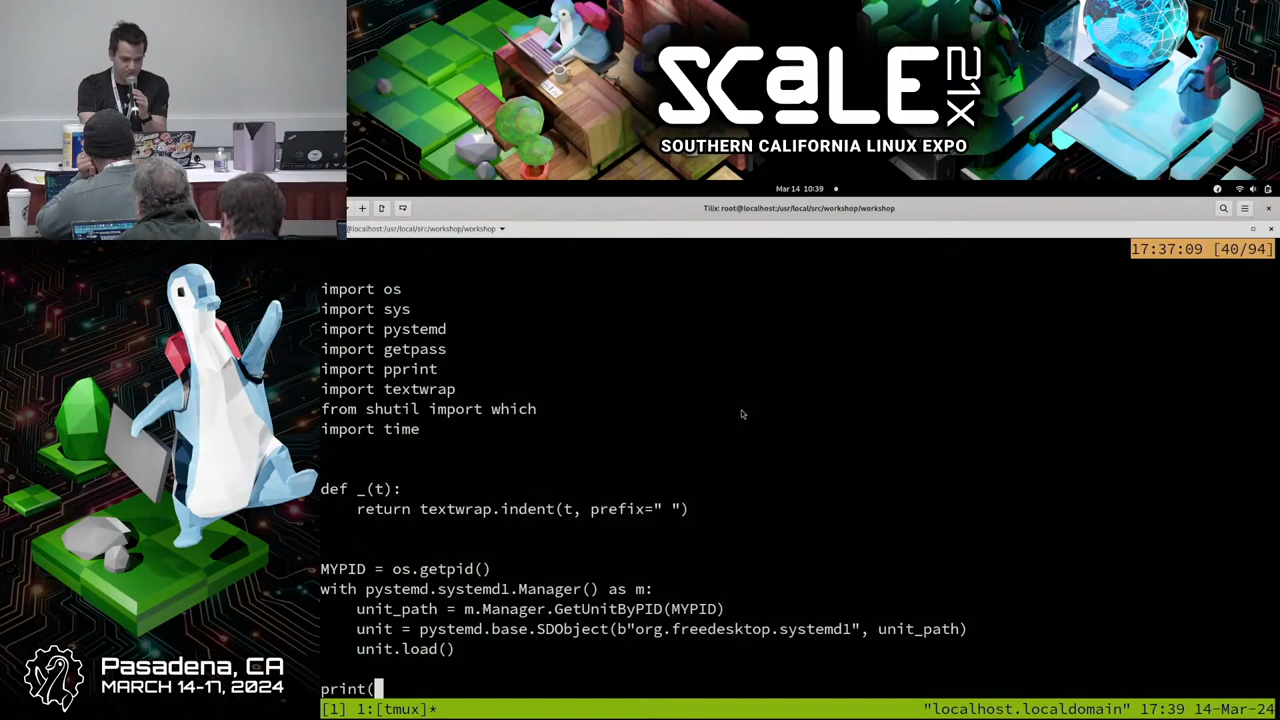 SCaLE 21X
SOUTHERN CALIFORNIA LINUX EXPO
Mar 14 10:39
Tilix: root@localhost:/usr/local/src/workshop/workshop
@localhost:/usr/local/src/workshop/workshop
17:37:09 [40/94]
import os
import sys
import pystemd
import getpass
import pprint
import textwrap
from shutil import which
import time
def _(t):
    return textwrap.indent(t, prefix=" ")
MYPID = os.getpid()
with pystemd.systemd1.Manager() as m:
    unit_path = m.Manager.GetUnitByPID(MYPID)
    unit = pystemd.base.SDObject(b"org.freedesktop.systemd1", unit_path)
    unit.load()
print(
[1] 1:[tmux]*
"localhost.localdomain" 17:39 14-Mar-24
Pasadena, CA
MARCH 14-17, 2024